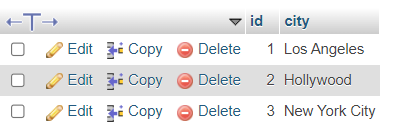 id city
Edit Copy Delete 1 Los Angeles
Edit Copy Delete 2 Hollywood
Edit Copy Delete 3 New York City